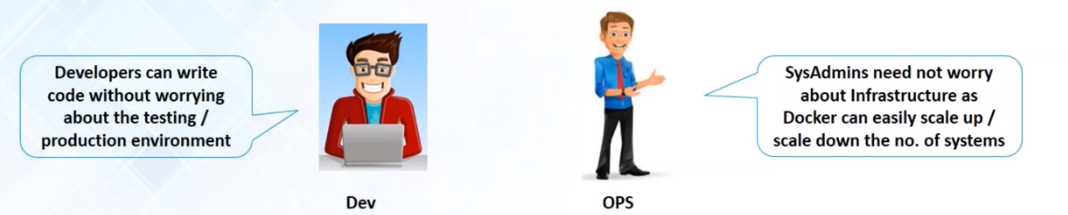 Developers can write
code without worrying
about the testing /
production environment
SysAdmins need not worry
about Infrastructure as
Docker can easily scale up /
scale down the no. of systems
Dev
OPS